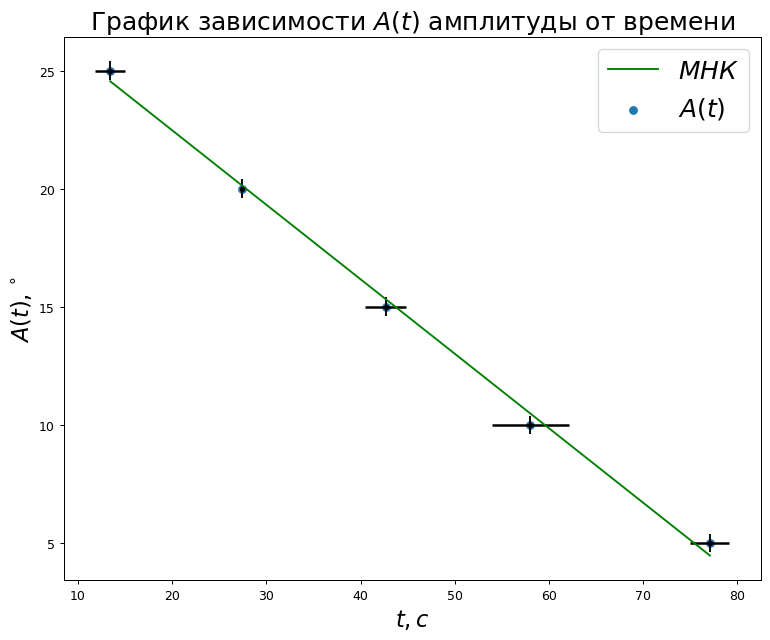 График зависимости A(t) амплитуды от времени
МНК
A(t)
A(t), °
25
20
15
10
5
10 20 30 40 50 60 70 80
t, c